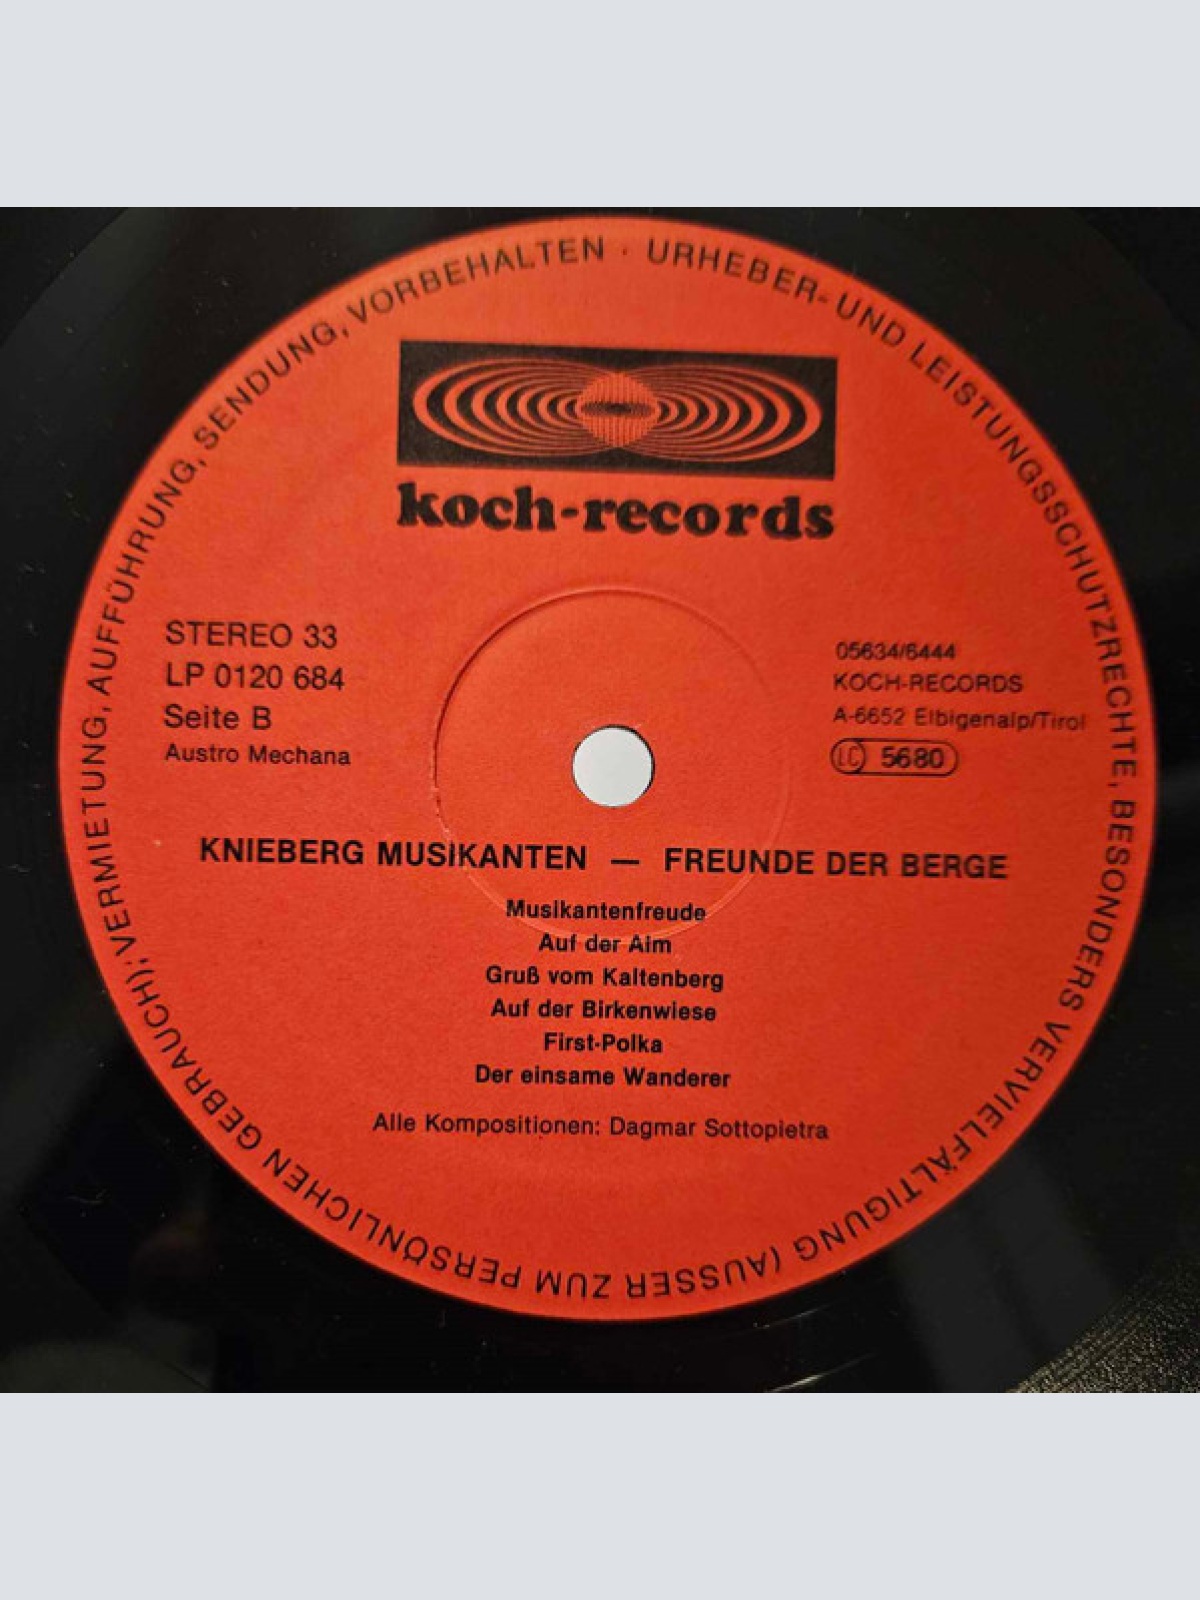 URHEBER- UND LEISTUNGSSCHUTZRECHTE, BESONDERS VERVIELFÄLTIGUNG (AUSSER ZUM PERSÖNLICHEN GEBRAUCH); VERMIETUNG, AUFFÜHRUNG, SENDUNG, VORBEHALTEN ·
koch-records
STEREO 33
LP 0120 684
Seite B
Austro Mechana
05634/6444
KOCH-RECORDS
A-6652 Elbigenalp/Tirol
LC 5680
KNIEBERG MUSIKANTEN — FREUNDE DER BERGE
Musikantenfreude
Auf der Alm
Gruß vom Kaltenberg
Auf der Birkenwiese
First-Polka
Der einsame Wanderer
Alle Kompositionen: Dagmar Sottopietra